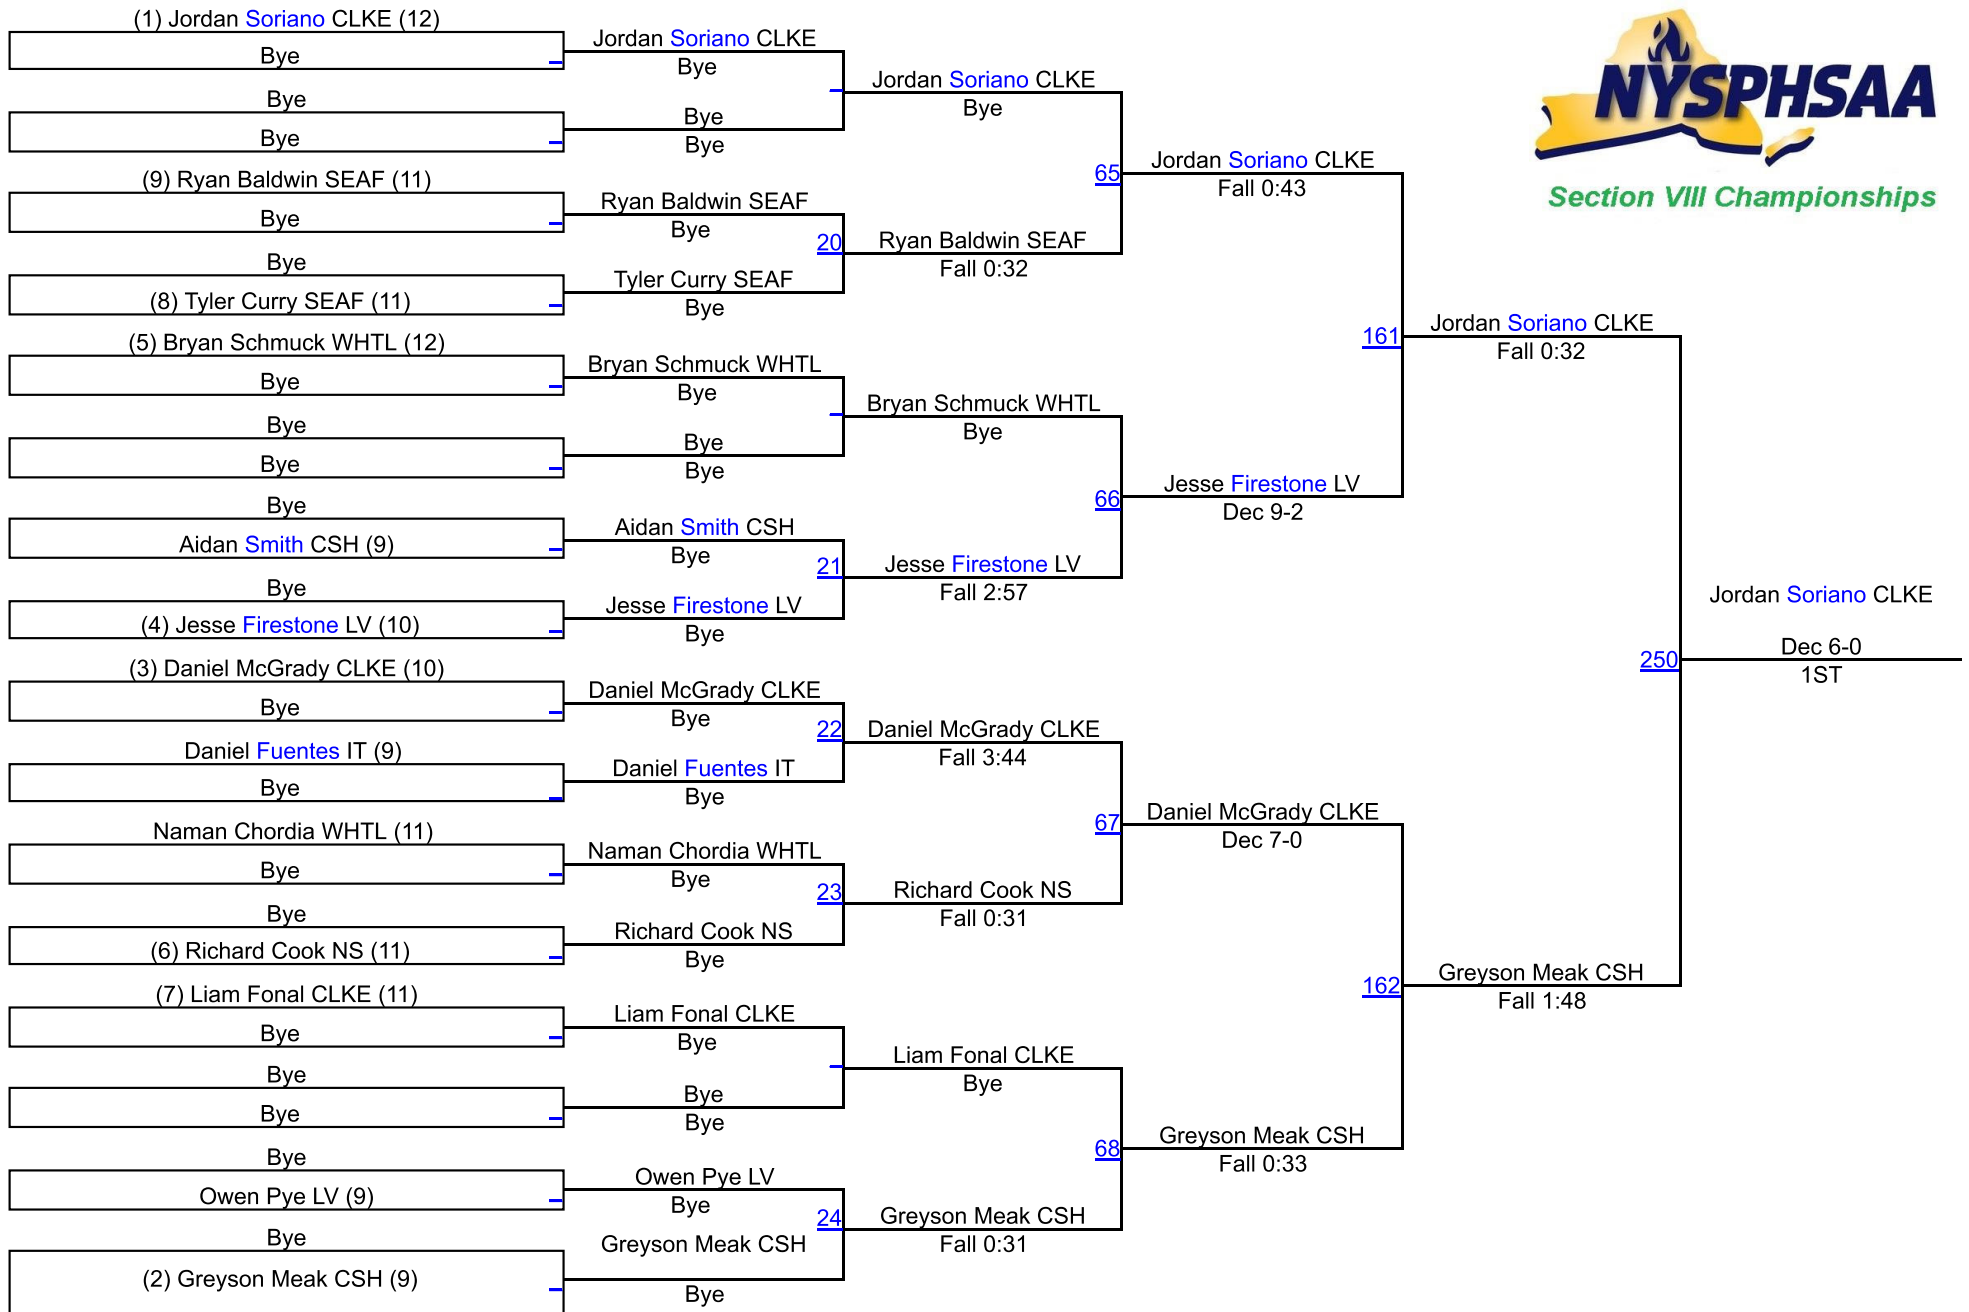 (1) Jordan Soriano CLKE (12)
Bye
Bye
Bye
(9) Ryan Baldwin SEAF (11)
Bye
Bye
(8) Tyler Curry SEAF (11)
(5) Bryan Schmuck WHTL (12)
Bye
Bye
Bye
Bye
Aidan Smith CSH (9)
Bye
(4) Jesse Firestone LV (10)
(3) Daniel McGrady CLKE (10)
Bye
Daniel Fuentes IT (9)
Bye
Naman Chordia WHTL (11)
Bye
Bye
(6) Richard Cook NS (11)
(7) Liam Fonal CLKE (11)
Bye
Bye
Bye
Bye
Owen Pye LV (9)
Bye
(2) Greyson Meak CSH (9)
Jordan Soriano CLKE
Bye
Bye
Bye
Ryan Baldwin SEAF
Bye
20
Tyler Curry SEAF
Bye
Bryan Schmuck WHTL
Bye
Bye
Bye
Aidan Smith CSH
Bye
21
Jesse Firestone LV
Bye
Daniel McGrady CLKE
Bye
22
Daniel Fuentes IT
Bye
Naman Chordia WHTL
Bye
23
Richard Cook NS
Bye
Liam Fonal CLKE
Bye
Bye
Bye
Owen Pye LV
Bye
24
Greyson Meak CSH
Bye
Jordan Soriano CLKE
Bye
65
Ryan Baldwin SEAF
Fall 0:32
Bryan Schmuck WHTL
Bye
66
Jesse Firestone LV
Fall 2:57
Daniel McGrady CLKE
Fall 3:44
67
Richard Cook NS
Fall 0:31
Liam Fonal CLKE
Bye
68
Greyson Meak CSH
Fall 0:31
Jordan Soriano CLKE
Fall 0:43
161
Jesse Firestone LV
Dec 9-2
Daniel McGrady CLKE
Dec 7-0
162
Greyson Meak CSH
Fall 0:33
Jordan Soriano CLKE
Fall 0:32
250
Greyson Meak CSH
Fall 1:48
Jordan Soriano CLKE
Dec 6-0
1ST
NYSPHSAA
Section VIII Championships